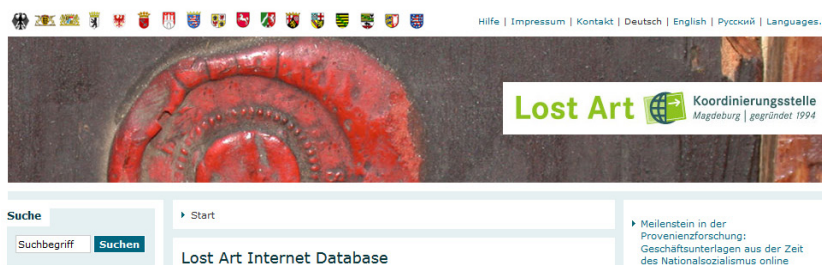 Hilfe | Impressum | Kontakt | Deutsch | English | Русский | Languages.
Lost Art
Koordinierungsstelle
Magdeburg | gegründet 1994
Suche
Suchbegriff Suchen
Start
Lost Art Internet Database
Meilenstein in der
Provenienzforschung:
Geschäftsunterlagen aus der Zeit
des Nationalsozialismus online